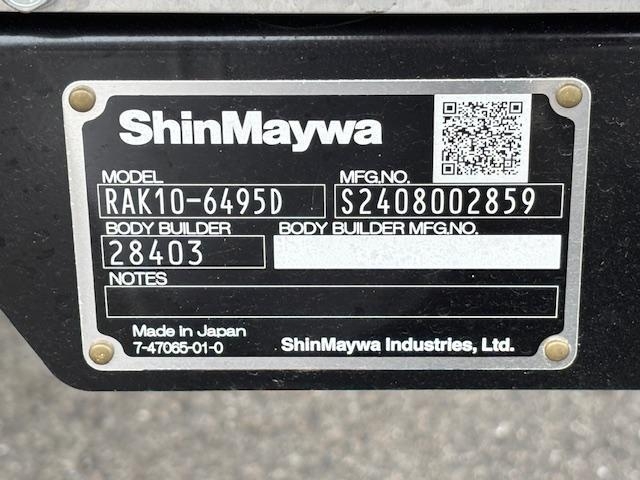 ShinMaywa
MODEL MFG.NO.
RAK10-6495D S2408002859
BODY BUILDER BODY BUILDER MFG.NO.
28403
NOTES
Made in Japan
7-47065-01-0 ShinMaywa Industries, Ltd.